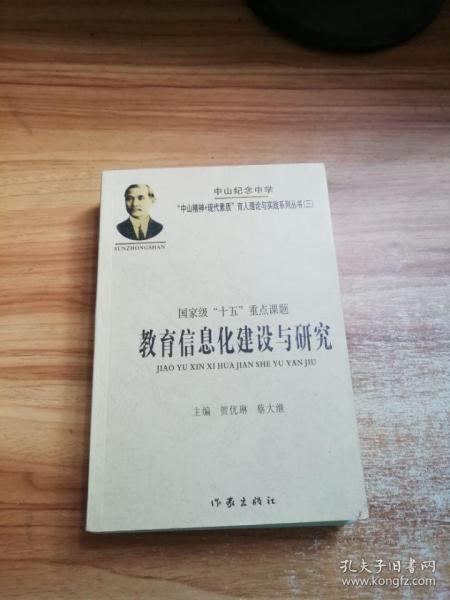 中山纪念中学
“中山精神+现代素质”育人理论与实践系列丛书(三)
SUNZHONGSHAN
国家级“十五”重点课题
教育信息化建设与研究
JIAO YU XIN XI HUA JIAN SHE YU YAN JIU
主编 贺优琳 蔡大继
作家出版社
孔夫子旧书网
www.kongfz.com